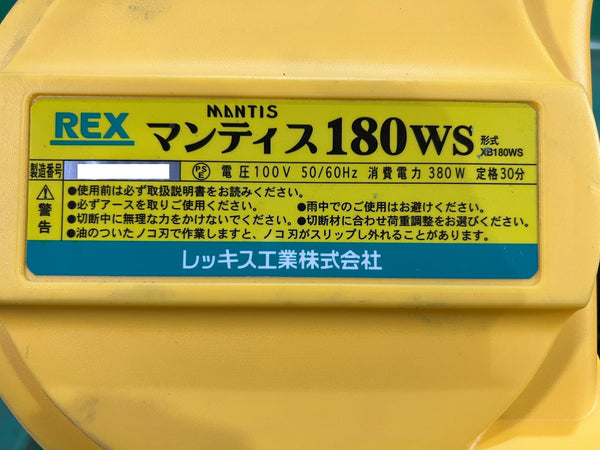 MANTIS
REX マンティス180WS 形式 XB180WS
製造番号 PSE 電圧100V 50/60Hz 消費電力 380W 定格30分
⚠警告
●使用前は必ず取扱説明書をお読みください。
●必ずアースを取りご使用ください。 ●雨中でのご使用はお避けください。
●切断中に無理な力をかけないでください。 ●切断材に合わせ荷重調整をお選びください。
●油のついたノコ刃で作業しますと、ノコ刃がスリップし外れることがあります。
レッキス工業株式会社